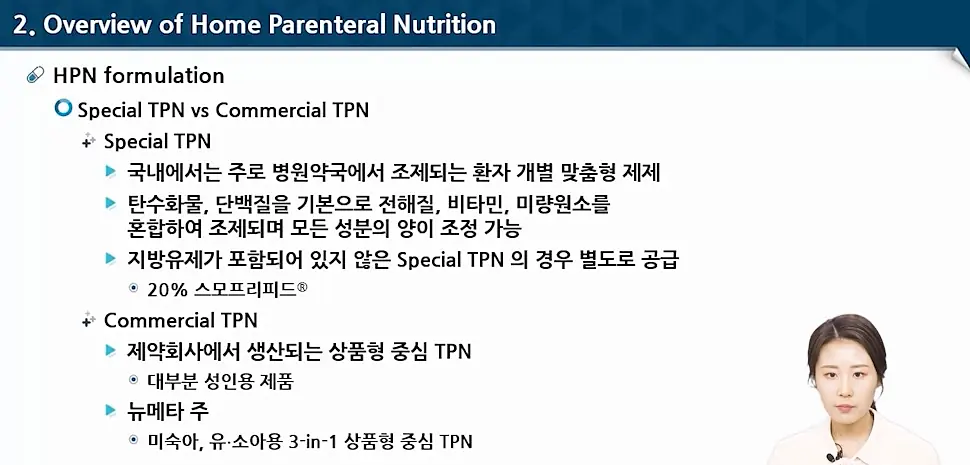 2. Overview of Home Parenteral Nutrition
HPN formulation
Special TPN vs Commercial TPN
Special TPN
국내에서는 주로 병원약국에서 조제되는 환자 개별 맞춤형 제제
탄수화물, 단백질을 기본으로 전해질, 비타민, 미량원소를
혼합하여 조제되며 모든 성분의 양이 조정 가능
지방유제가 포함되어 있지 않은 Special TPN 의 경우 별도로 공급
20% 스모프리피드®
Commercial TPN
제약회사에서 생산되는 상품형 중심 TPN
대부분 성인용 제품
뉴메타 주
미숙아, 유·소아용 3-in-1 상품형 중심 TPN